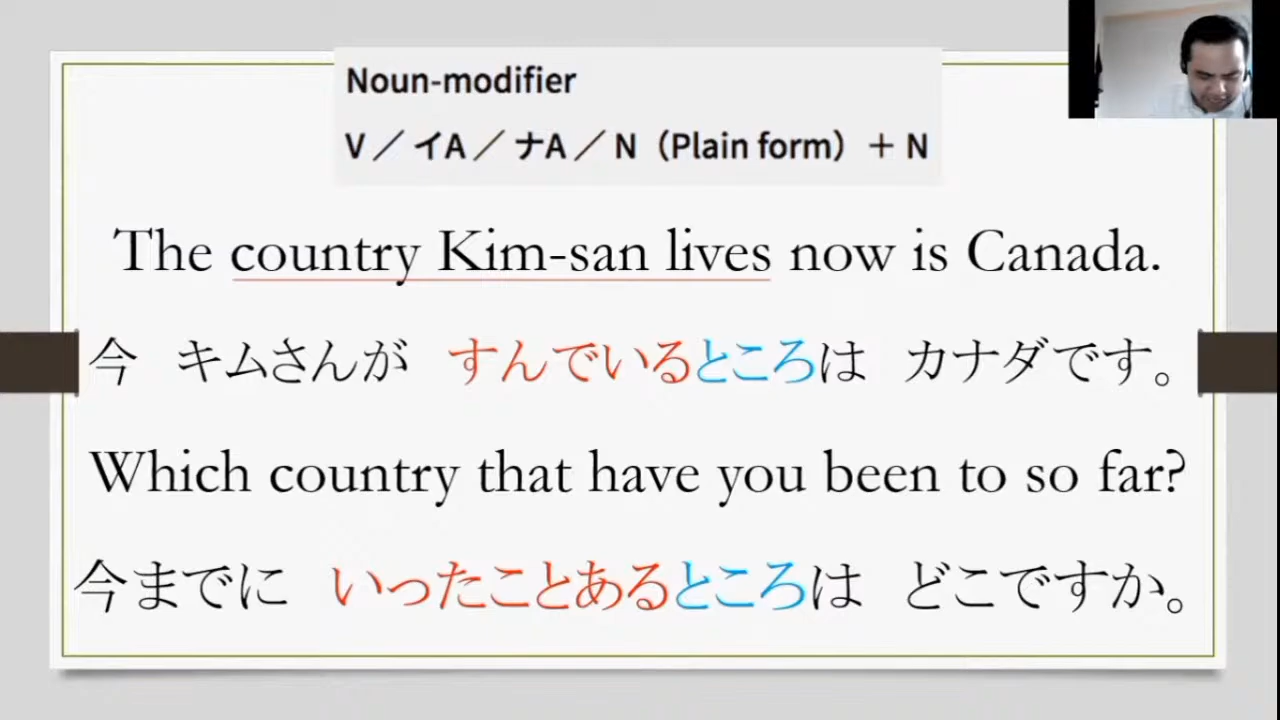 Noun-modifier
V／イA／ナA／N（Plain form）＋ N
The country Kim-san lives now is Canada.
今　キムさんが　すんでいるところは　カナダです。
Which country that have you been to so far?
今までに　いったことあるところは　どこですか。